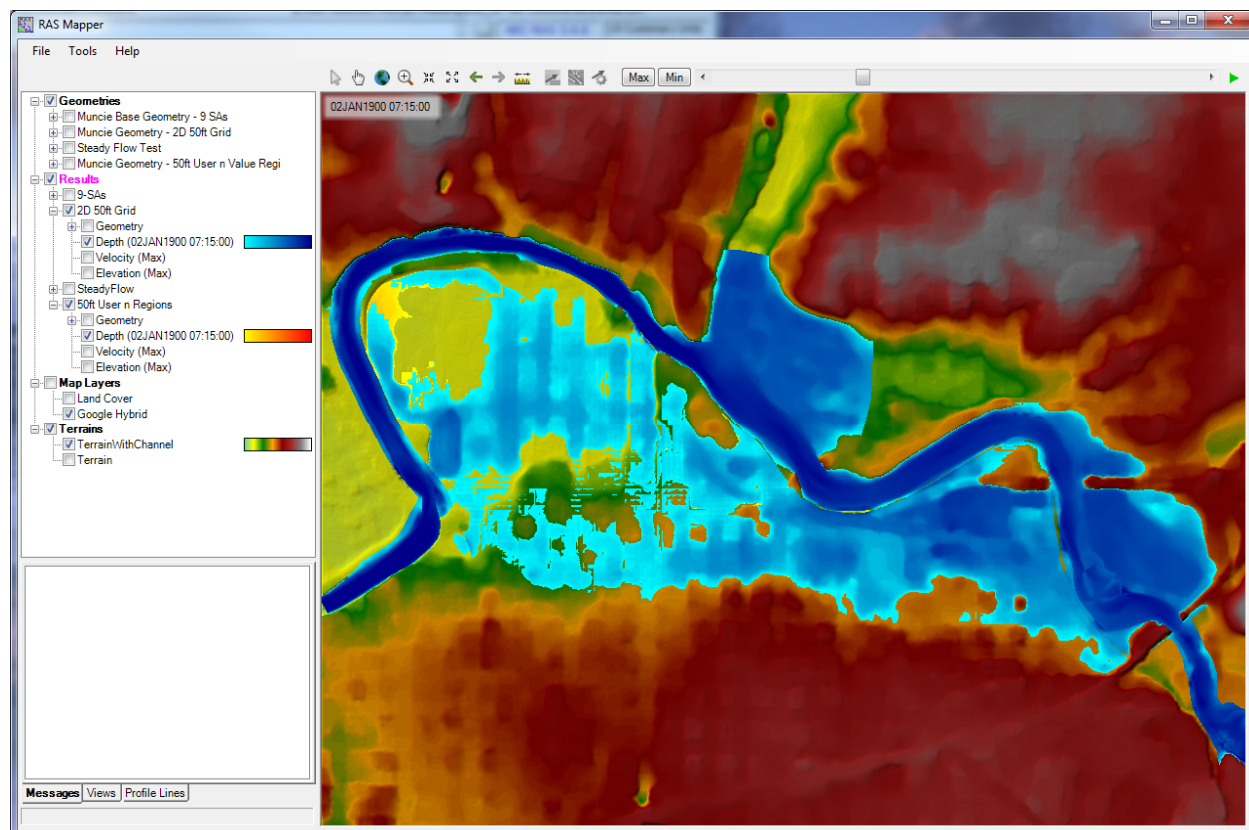 RAS Mapper
File Tools Help
Max Min
02JAN1900 07:15:00
Geometries
Muncie Base Geometry - 9 SAs
Muncie Geometry - 2D 50ft Grid
Steady Flow Test
Muncie Geometry - 50ft User n Value Regi
Results
9-SAs
2D 50ft Grid
Geometry
Depth (02JAN1900 07:15:00)
Velocity (Max)
Elevation (Max)
SteadyFlow
50ft User n Regions
Geometry
Depth (02JAN1900 07:15:00)
Velocity (Max)
Elevation (Max)
Map Layers
Land Cover
Google Hybrid
Terrains
TerrainWithChannel
Terrain
Messages Views Profile Lines